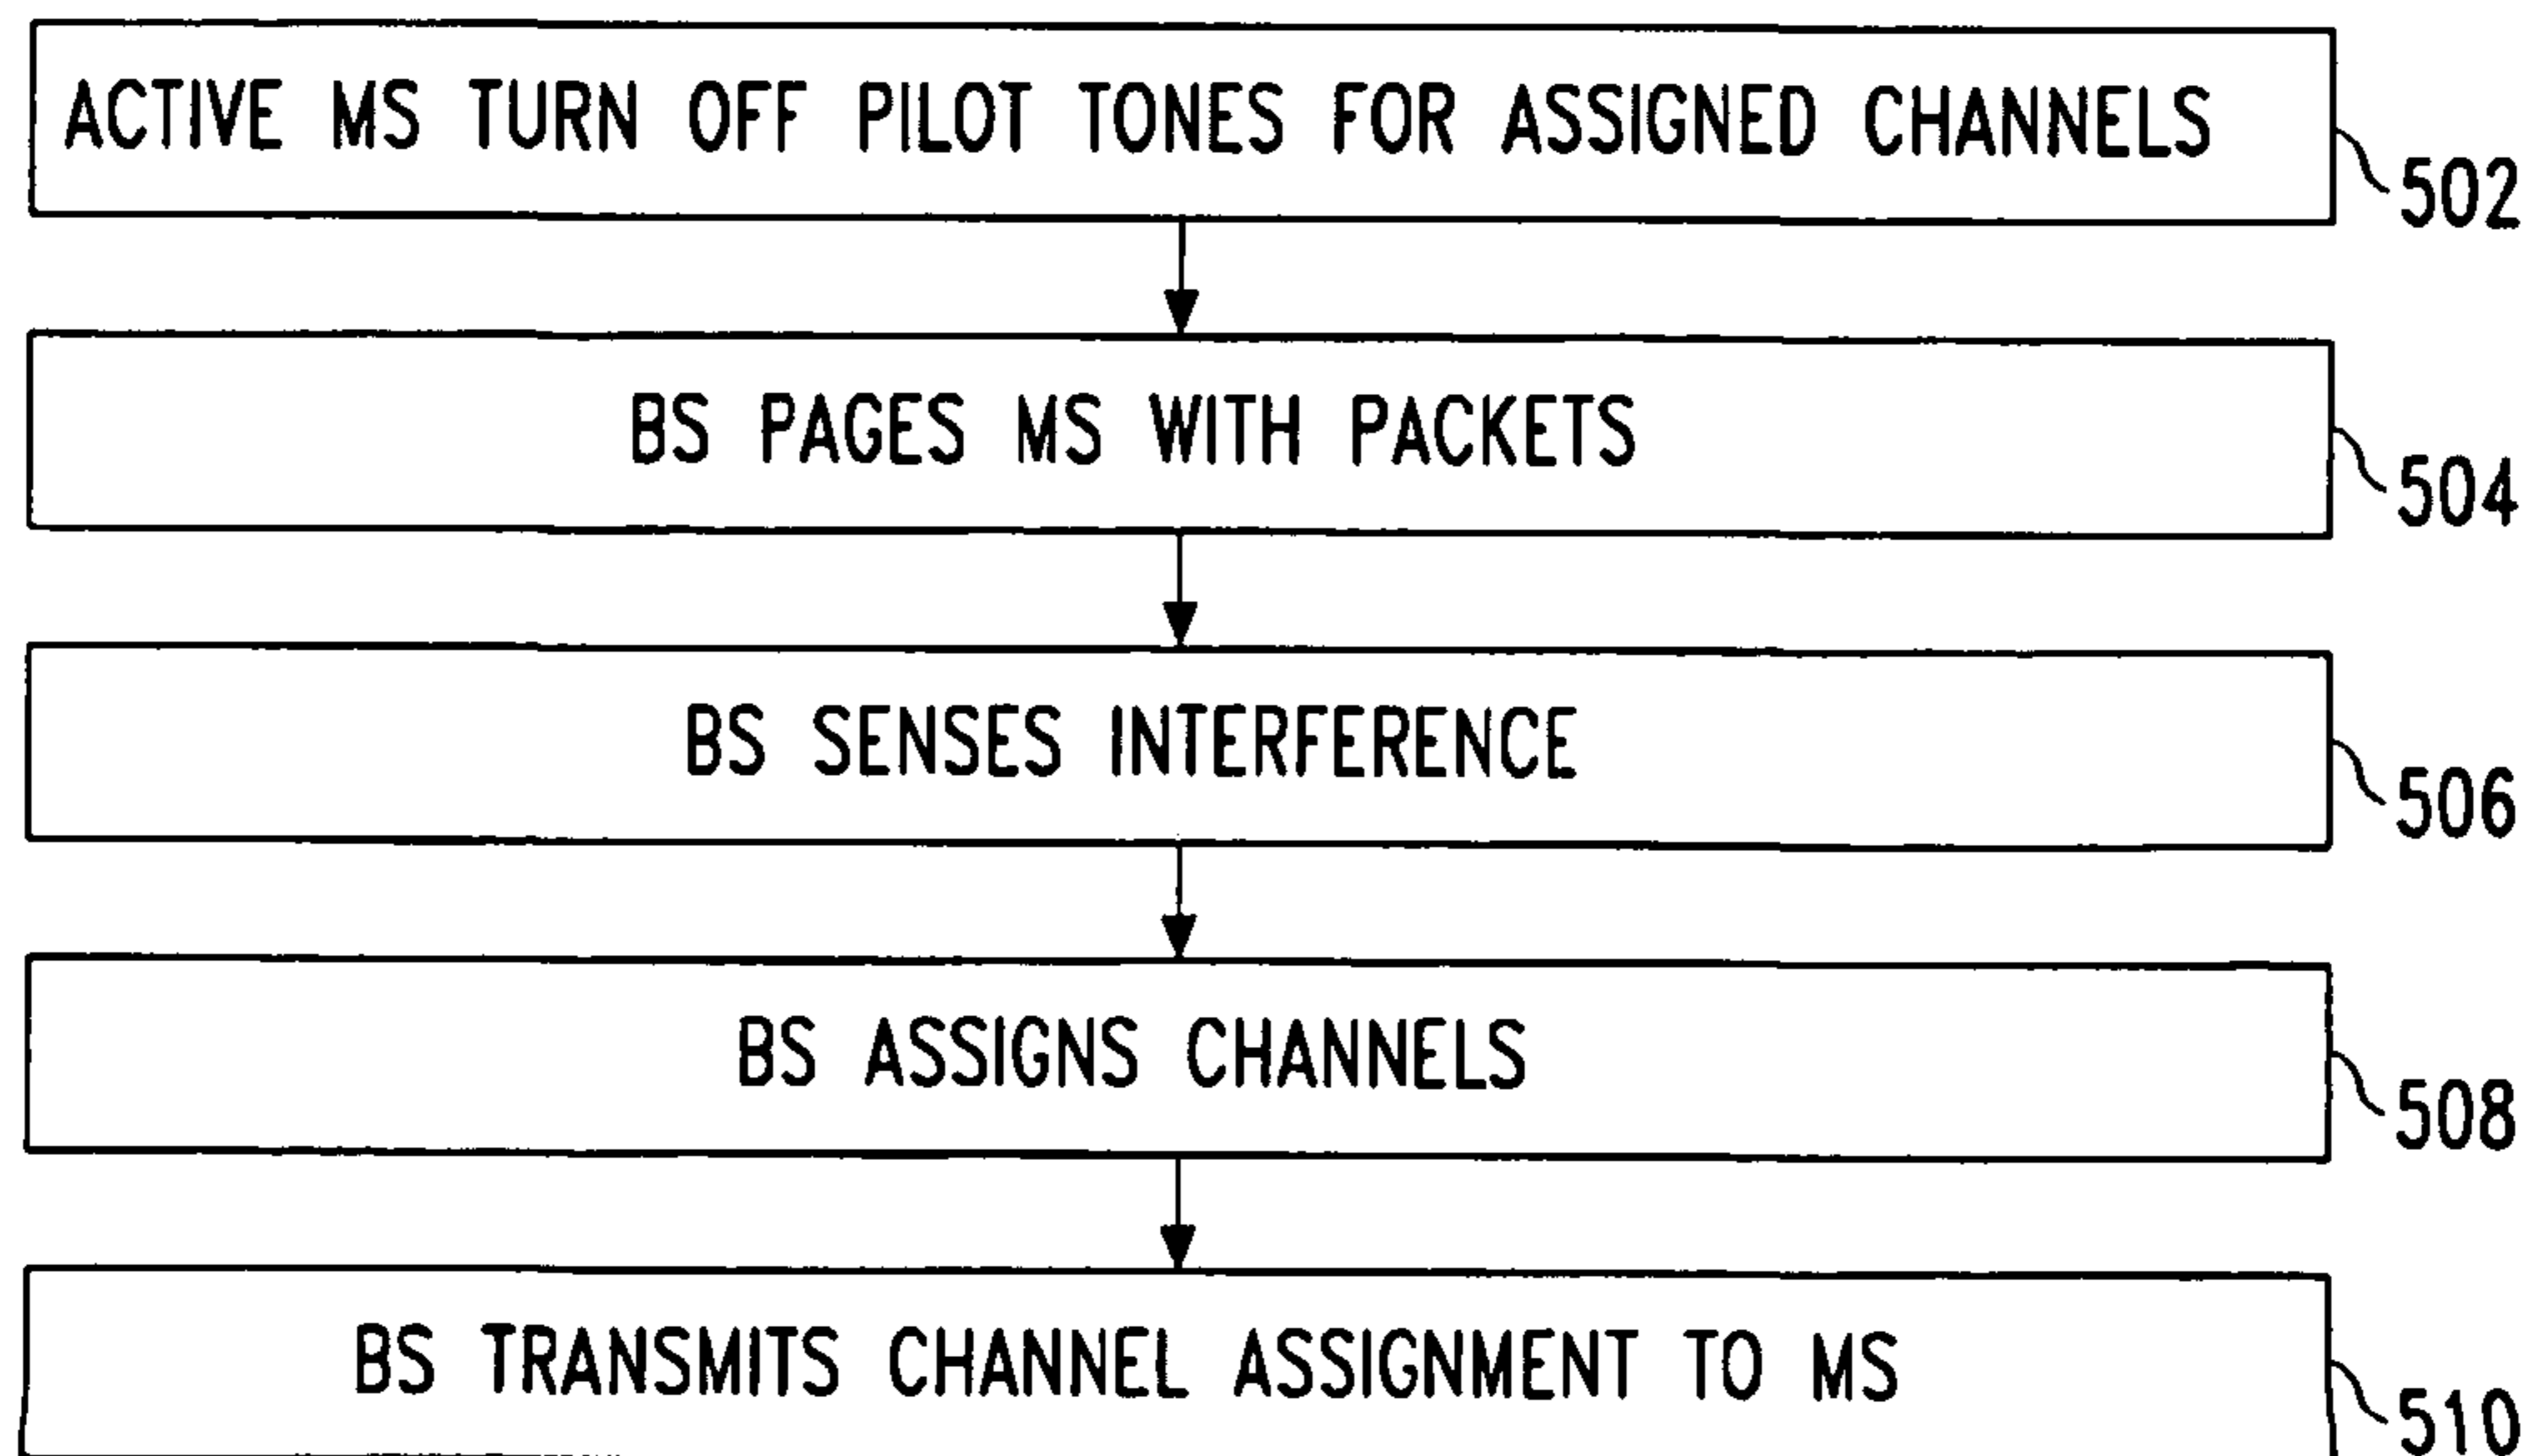 ACTIVE MS TURN OFF PILOT TONES FOR ASSIGNED CHANNELS
502
BS PAGES MS WITH PACKETS
504
BS SENSES INTERFERENCE
506
BS ASSIGNS CHANNELS
508
BS TRANSMITS CHANNEL ASSIGNMENT TO MS
510